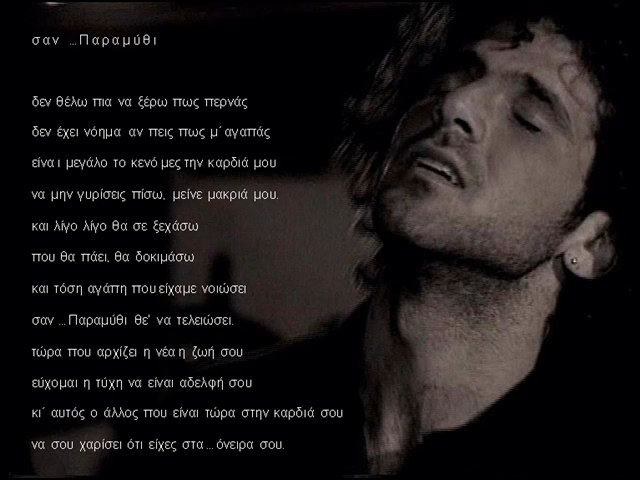 σαν ...Παραμύθι
δεν θέλω πια να ξέρω πως περνάς
δεν έχει νόημα αν πεις πως μ΄αγαπάς
είναι μεγάλο το κενό μες την καρδιά μου
να μην γυρίσεις πίσω, μείνε μακριά μου.
και λίγο λίγο θα σε ξεχάσω
που θα πάει, θα δοκιμάσω
και τόση αγάπη που είχαμε νοιώσει
σαν ...Παραμύθι θε' να τελειώσει.
τώρα που αρχίζει η νέα η ζωή σου
εύχομαι η τύχη να είναι αδελφή σου
κι΄ αυτός ο άλλος που είναι τώρα στην καρδιά σου
να σου χαρίσει ότι είχες στα...όνειρα σου.